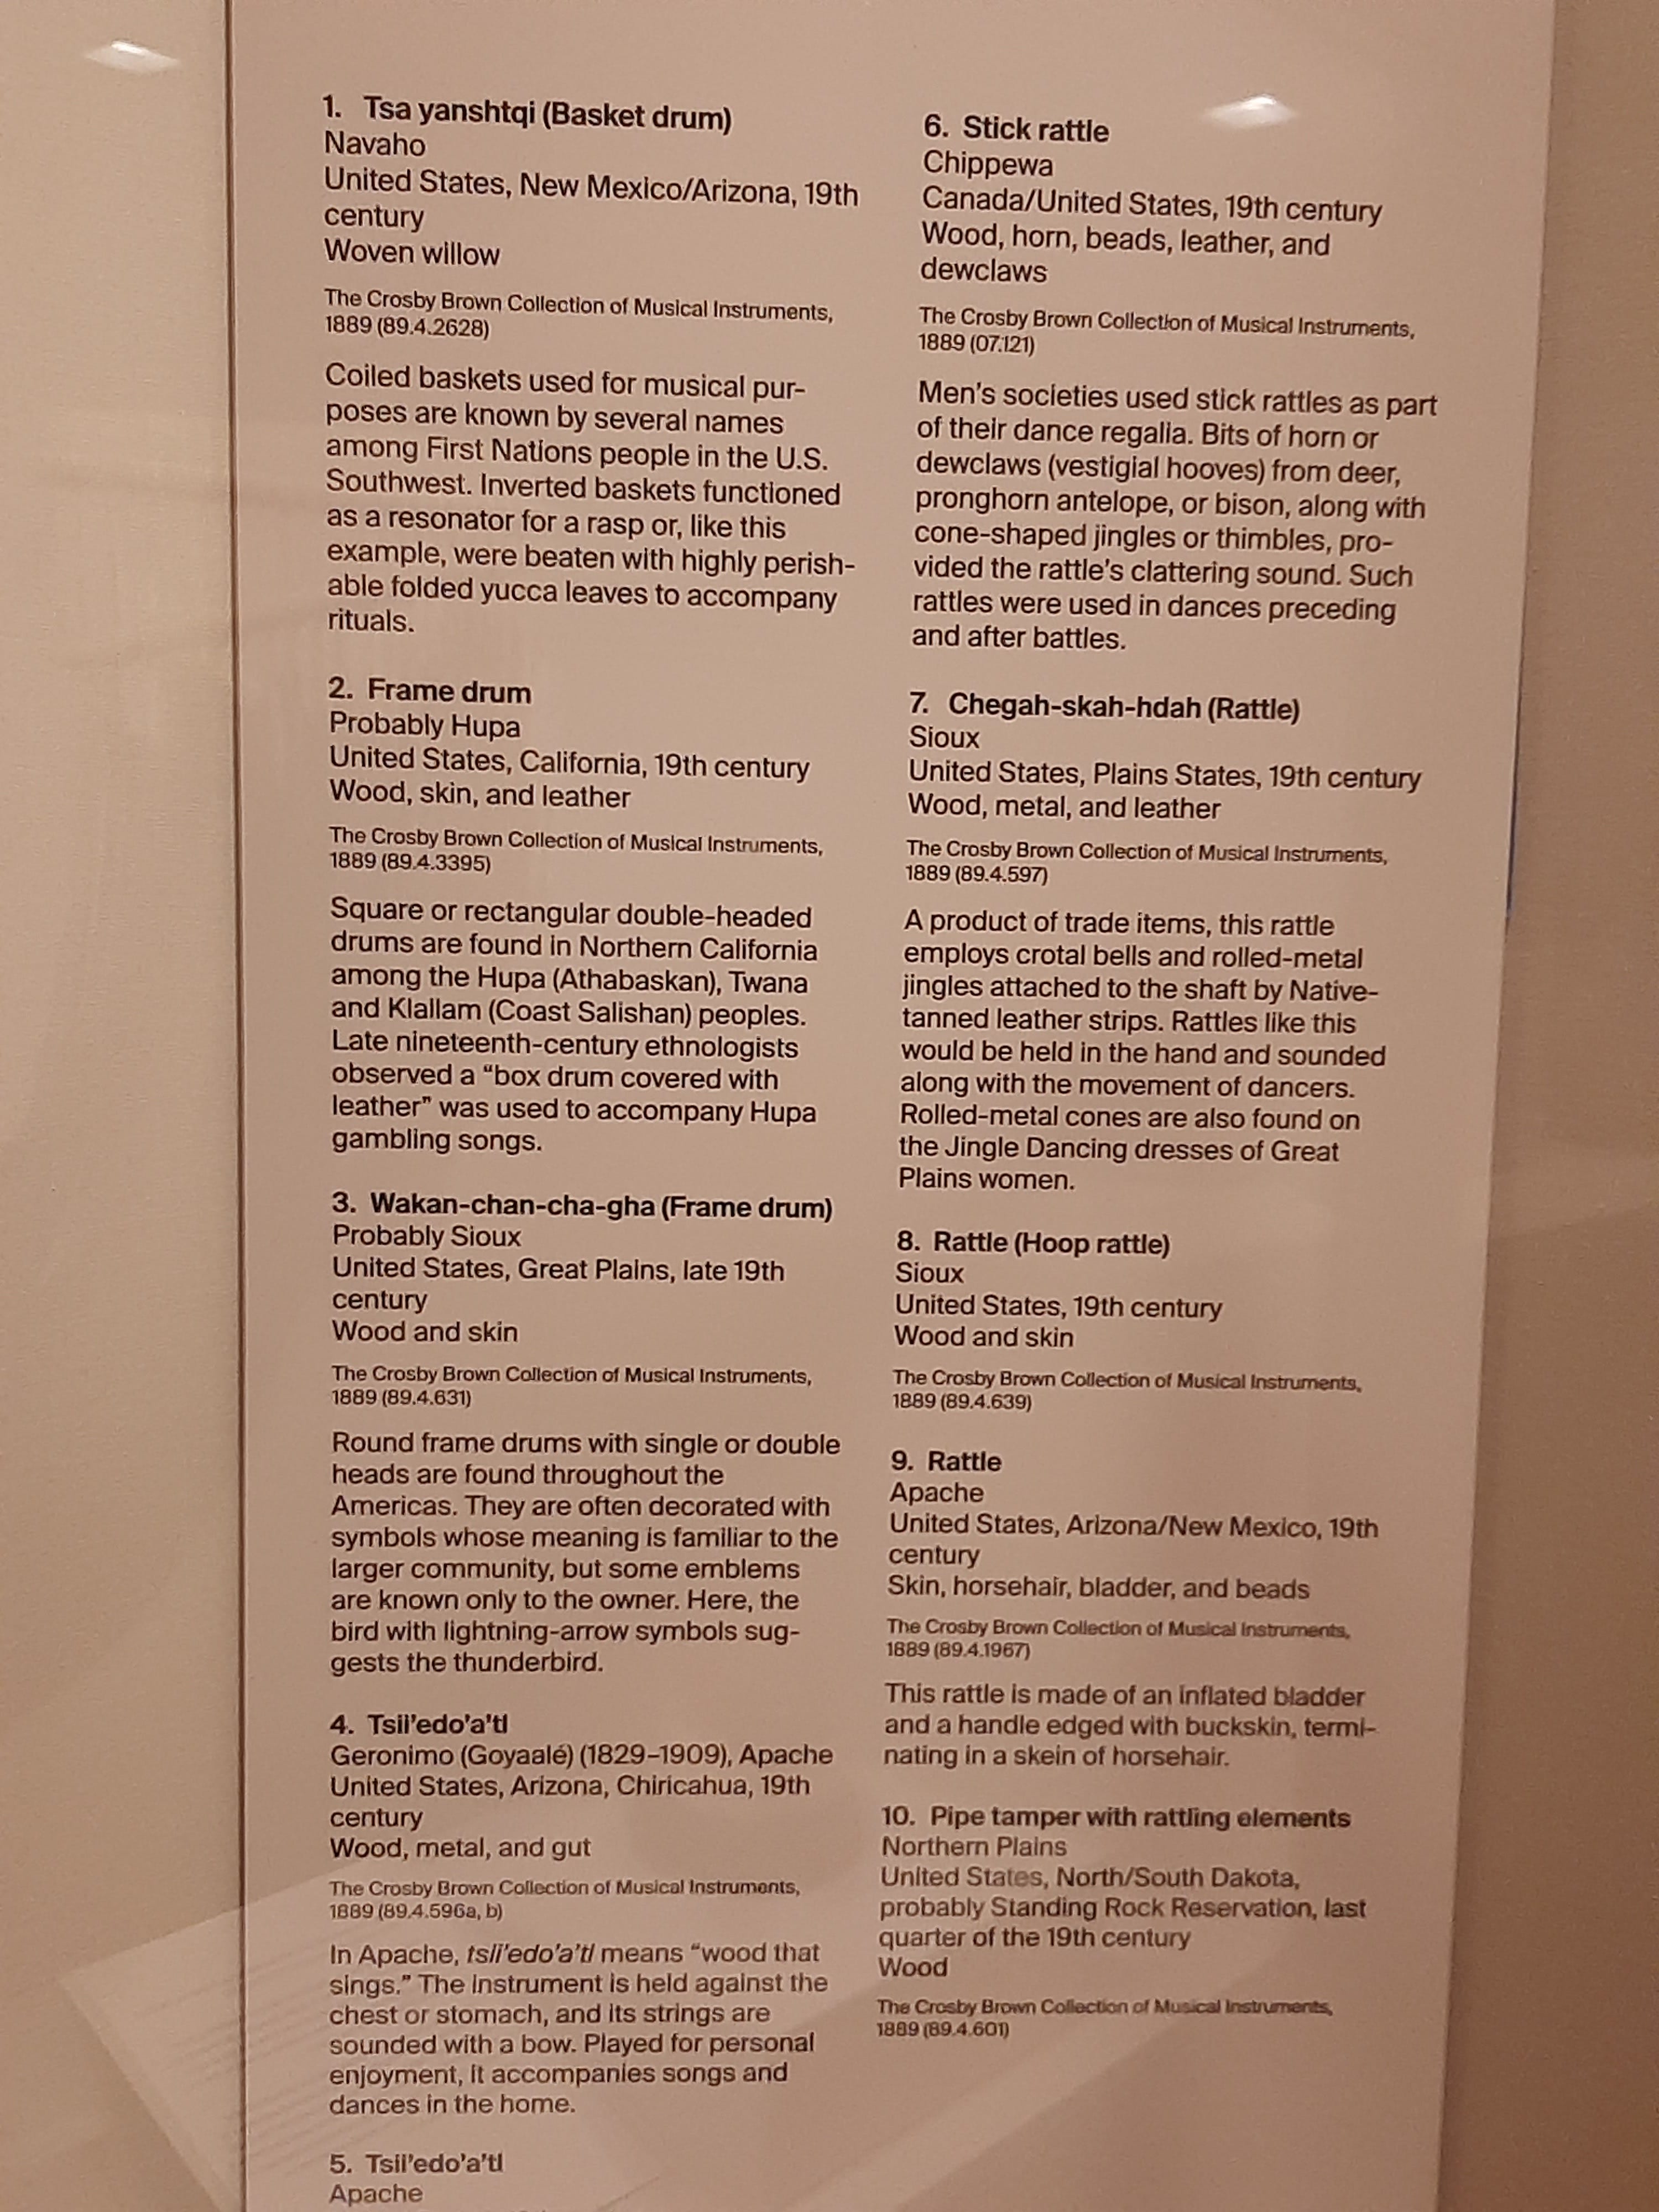 1. Tsa yanshtqi (Basket drum)
Navaho
United States, New Mexico/Arizona, 19th
century
Woven willow
The Crosby Brown Collection of Musical Instruments,
1889 (89.4.2628)
Coiled baskets used for musical pur-
poses are known by several names
among First Nations people in the U.S.
Southwest. Inverted baskets functioned
as a resonator for a rasp or, like this
example, were beaten with highly perish-
able folded yucca leaves to accompany
rituals.
2. Frame drum
Probably Hupa
United States, California, 19th century
Wood, skin, and leather
The Crosby Brown Collection of Musical Instruments,
1889 (89.4.3395)
Square or rectangular double-headed
drums are found in Northern California
among the Hupa (Athabaskan), Twana
and Klallam (Coast Salishan) peoples.
Late nineteenth-century ethnologists
observed a “box drum covered with
leather” was used to accompany Hupa
gambling songs.
3. Wakan-chan-cha-gha (Frame drum)
Probably Sioux
United States, Great Plains, late 19th
century
Wood and skin
The Crosby Brown Collection of Musical Instruments,
1889 (89.4.631)
Round frame drums with single or double
heads are found throughout the
Americas. They are often decorated with
symbols whose meaning is familiar to the
larger community, but some emblems
are known only to the owner. Here, the
bird with lightning-arrow symbols sug-
gests the thunderbird.
4. Tsii’edo’a’tl
Geronimo (Goyaalé) (1829–1909), Apache
United States, Arizona, Chiricahua, 19th
century
Wood, metal, and gut
The Crosby Brown Collection of Musical Instruments,
1889 (89.4.596a, b)
In Apache, tsii’edo’a’tl means “wood that
sings.” The instrument is held against the
chest or stomach, and its strings are
sounded with a bow. Played for personal
enjoyment, it accompanies songs and
dances in the home.
5. Tsii’edo’a’tl
Apache
6. Stick rattle
Chippewa
Canada/United States, 19th century
Wood, horn, beads, leather, and
dewclaws
The Crosby Brown Collection of Musical Instruments,
1889 (07.121)
Men’s societies used stick rattles as part
of their dance regalia. Bits of horn or
dewclaws (vestigial hooves) from deer,
pronghorn antelope, or bison, along with
cone-shaped jingles or thimbles, pro-
vided the rattle’s clattering sound. Such
rattles were used in dances preceding
and after battles.
7. Chegah-skah-hdah (Rattle)
Sioux
United States, Plains States, 19th century
Wood, metal, and leather
The Crosby Brown Collection of Musical Instruments,
1889 (89.4.597)
A product of trade items, this rattle
employs crotal bells and rolled-metal
jingles attached to the shaft by Native-
tanned leather strips. Rattles like this
would be held in the hand and sounded
along with the movement of dancers.
Rolled-metal cones are also found on
the Jingle Dancing dresses of Great
Plains women.
8. Rattle (Hoop rattle)
Sioux
United States, 19th century
Wood and skin
The Crosby Brown Collection of Musical Instruments,
1889 (89.4.639)
9. Rattle
Apache
United States, Arizona/New Mexico, 19th
century
Skin, horsehair, bladder, and beads
The Crosby Brown Collection of Musical Instruments,
1889 (89.4.1967)
This rattle is made of an inflated bladder
and a handle edged with buckskin, termi-
nating in a skein of horsehair.
10. Pipe tamper with rattling elements
Northern Plains
United States, North/South Dakota,
probably Standing Rock Reservation, last
quarter of the 19th century
Wood
The Crosby Brown Collection of Musical Instruments,
1889 (89.4.601)